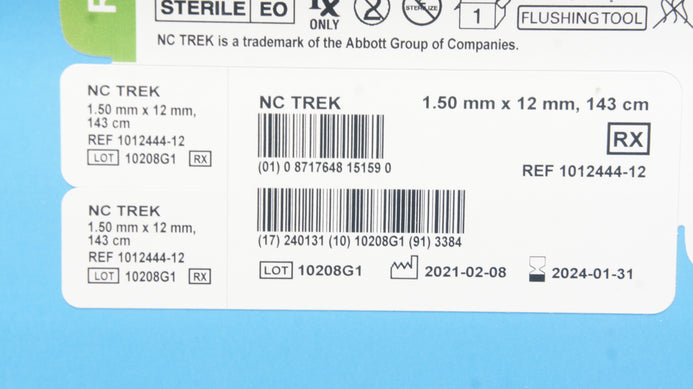 STERILE EO
Rx
ONLY
2
STERILIZE
1
FLUSHING TOOL
NC TREK is a trademark of the Abbott Group of Companies.
NC TREK
1.50 mm x 12 mm,
143 cm
REF 1012444-12
LOT 10208G1 RX
NC TREK
1.50 mm x 12 mm,
143 cm
REF 1012444-12
LOT 10208G1 RX
NC TREK 1.50 mm x 12 mm, 143 cm
(01) 0 8717648 15159 0
RX
REF 1012444-12
(17) 240131 (10) 10208G1 (91) 3384
LOT 10208G1 2021-02-08 2024-01-31